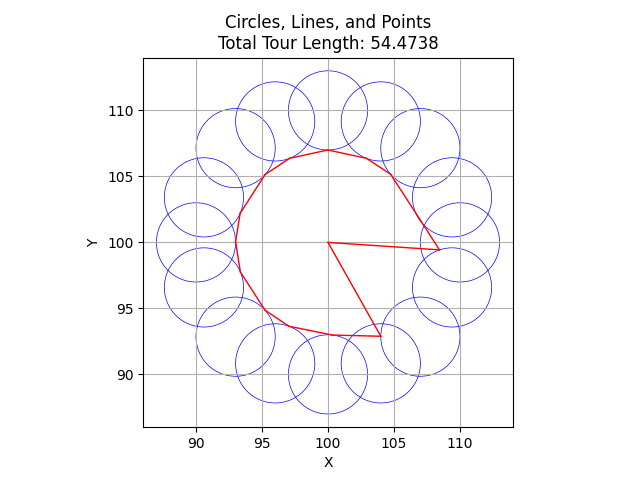 Circles, Lines, and Points
Total Tour Length: 54.4738
110
105
100
95
90
Y
90
95
100
105
110
X